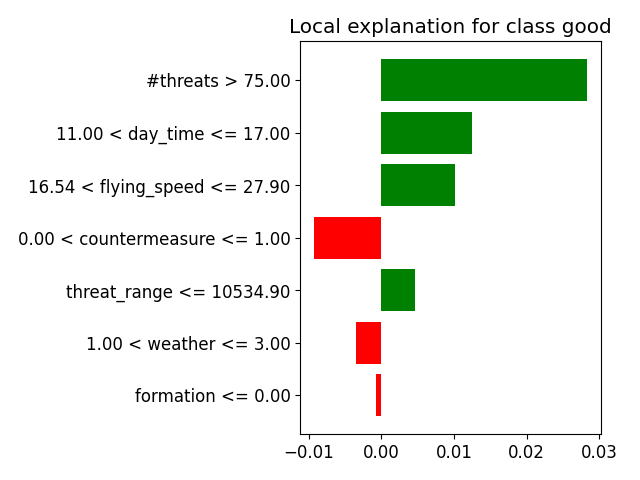 Local explanation for class good
#threats > 75.00
11.00 < day_time <= 17.00
16.54 < flying_speed <= 27.90
0.00 < countermeasure <= 1.00
threat_range <= 10534.90
1.00 < weather <= 3.00
formation <= 0.00
−0.01 0.00 0.01 0.02 0.03